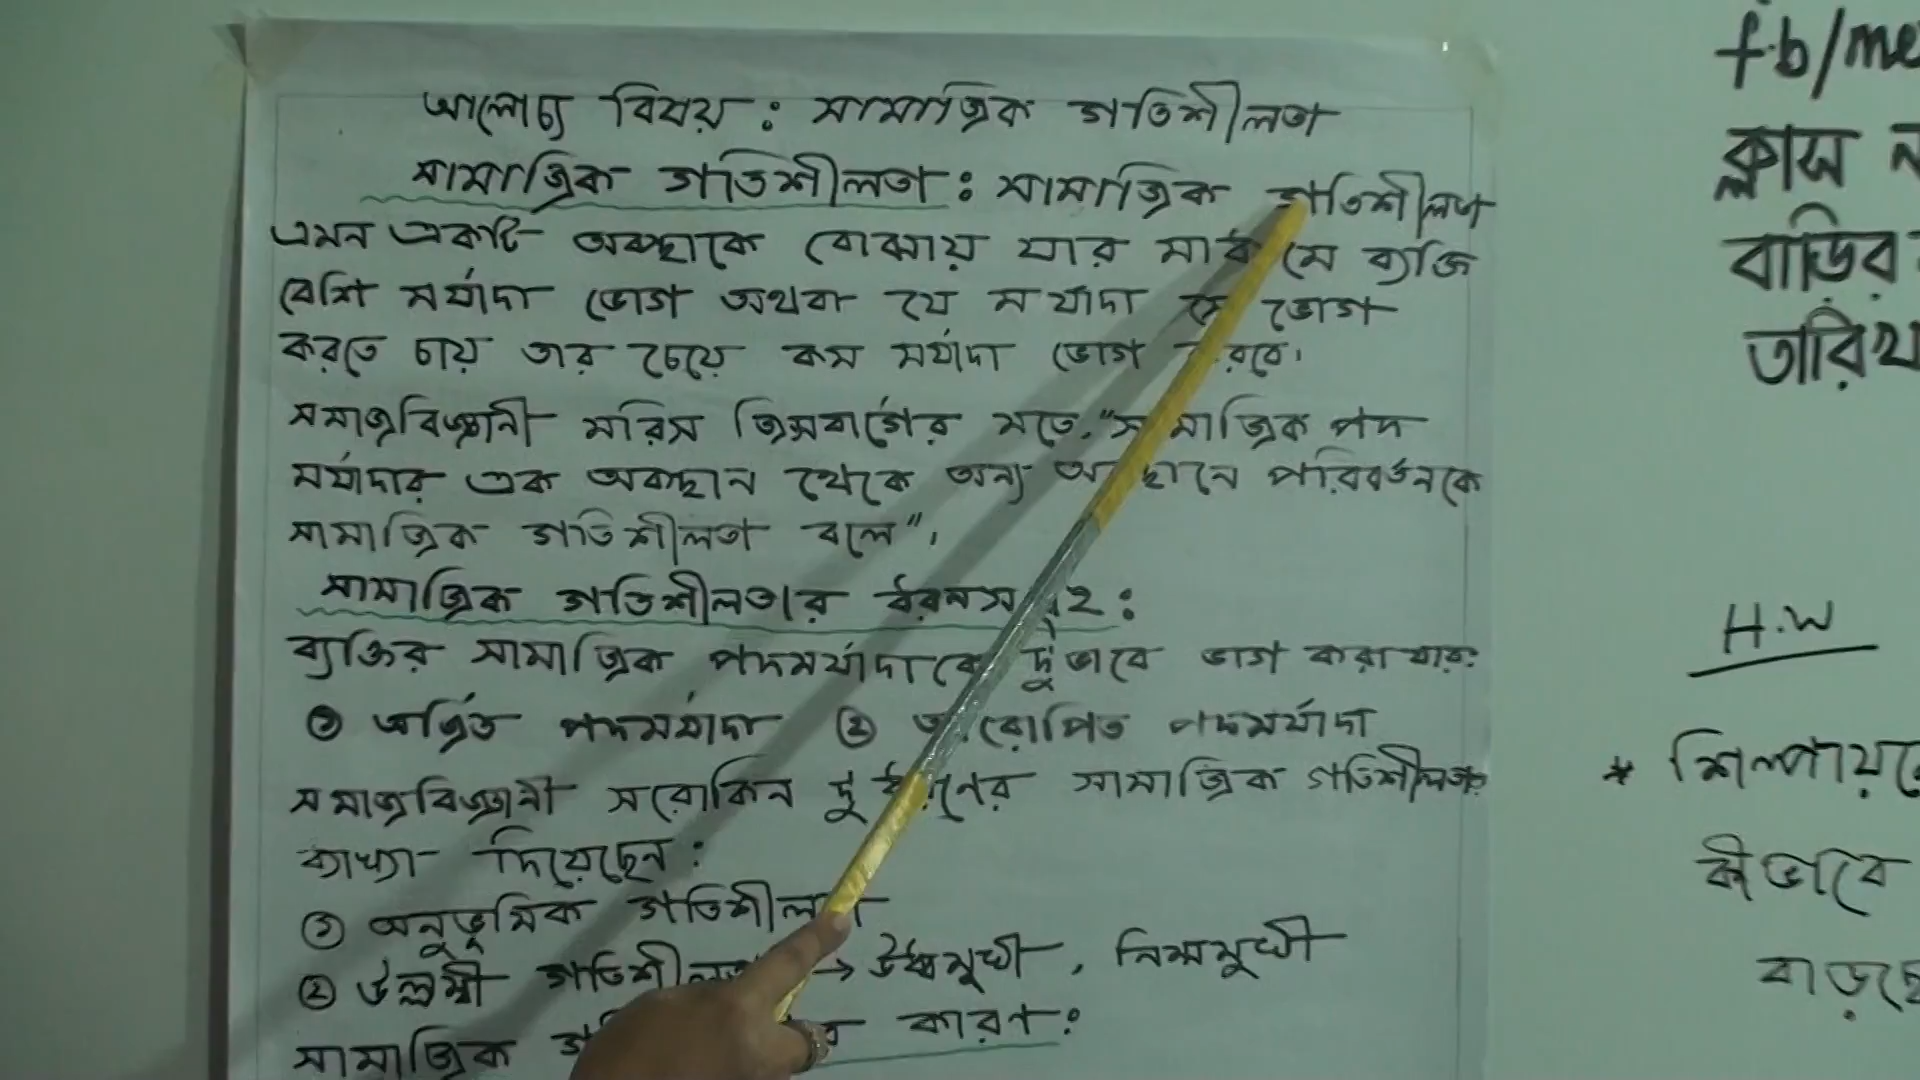 আলোচ্য বিষয় : সামাজিক গতিশীলতা
সামাজিক গতিশীলতা : সামাজিক গতিশীলতা
এমন একটি অবস্থাকে বোঝায় যার মাধ্যমে ব্যক্তি
বেশি মর্যাদা ভোগ অথবা যে মর্যাদা সে ভোগ
করতে চায় তার চেয়ে কম মর্যাদা ভোগ করবে।
সমাজবিজ্ঞানী মরিস জিন্সবার্গের মতে, "সামাজিক পদ
মর্যাদার এক অবস্থান থেকে অন্য অবস্থানে পরিবর্তনকে
সামাজিক গতিশীলতা বলে"।
সামাজিক গতিশীলতার ধরনসমূহ :
ব্যক্তির সামাজিক পদমর্যাদাকে দু'ভাবে ভাগ করা যায়:
① অর্জিত পদমর্যাদা ② আরোপিত পদমর্যাদা
সমাজবিজ্ঞানী সরোকিন দু'ধরণের সামাজিক গতিশীলতার
ব্যাখ্যা দিয়েছেন :
① অনুভূমিক গতিশীলতা
② উল্লম্বী গতিশীলতা → উর্ধ্বমুখী , নিম্নমুখী
সামাজিক কারণ :
f.b/me
ক্লাস
বাড়ির
তারিখ
H.W
* শিল্পায়নে
কীভাবে